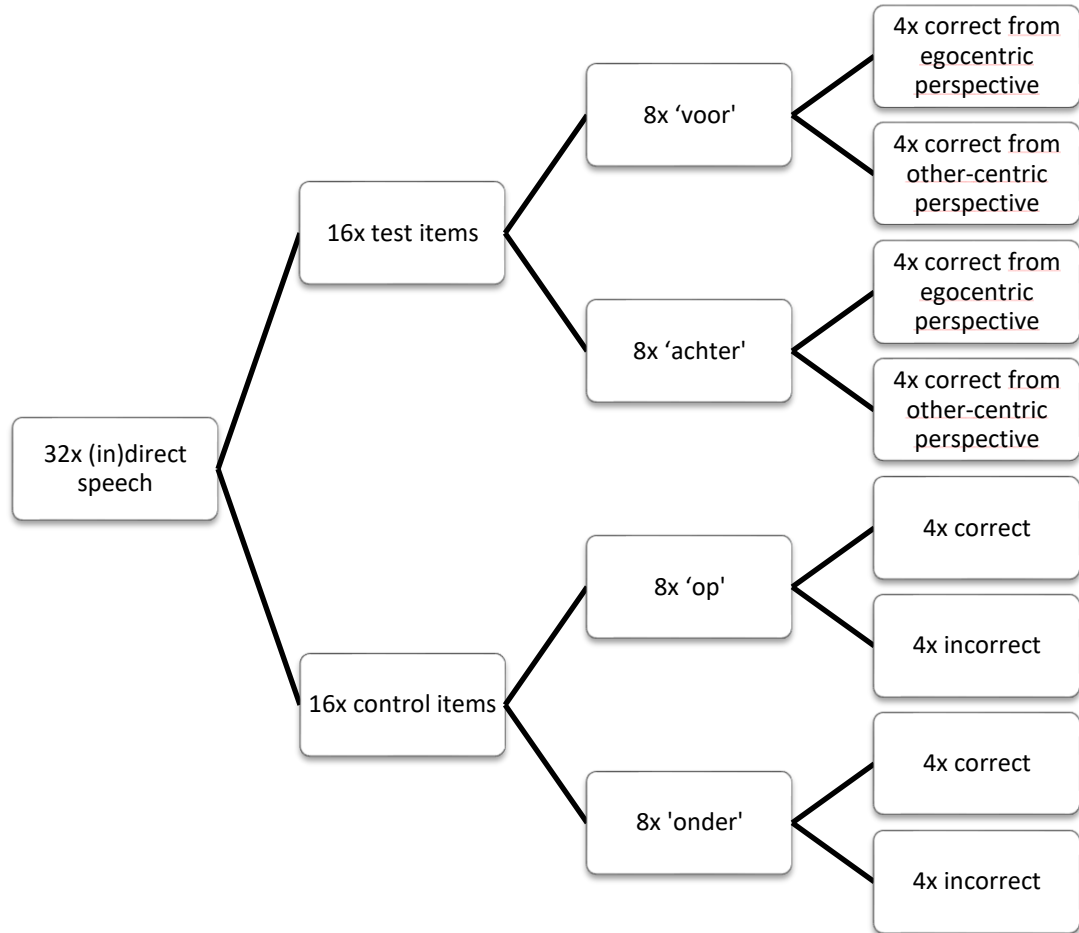 32x (in)direct
speech
16x test items
8x ‘voor'
4x correct from
egocentric
perspective
4x correct from
other-centric
perspective
8x ‘achter'
4x correct from
egocentric
perspective
4x correct from
other-centric
perspective
16x control items
8x ‘op'
4x correct
4x incorrect
8x 'onder'
4x correct
4x incorrect